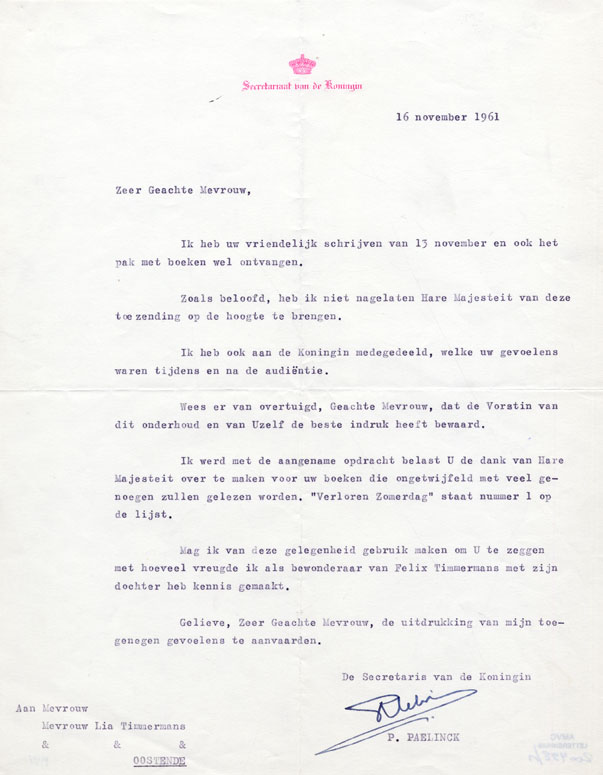 Secretariaat van de Koningin
16 november 1961
Zeer Geachte Mevrouw,
Ik heb uw vriendelijk schrijven van 13 november en ook het
pak met boeken wel ontvangen.
Zoals beloofd, heb ik niet nagelaten Hare Majesteit van deze
toezending op de hoogte te brengen.
Ik heb ook aan de Koningin medegedeeld, welke uw gevoelens
waren tijdens en na de audiëntie.
Wees er van overtuigd, Geachte Mevrouw, dat de Vorstin van
dit onderhoud en van Uzelf de beste indruk heeft bewaard.
Ik werd met de aangename opdracht belast U de dank van Hare
Majesteit over te maken voor uw boeken die ongetwijfeld met veel ge-
noegen zullen gelezen worden. "Verloren Zomerdag" staat nummer 1 op
de lijst.
Mag ik van deze gelegenheid gebruik maken om U te zeggen
met hoeveel vreugde ik als bewonderaar van Felix Timmermans met zijn
dochter heb kennis gemaakt.
Gelieve, Zeer Geachte Mevrouw, de uitdrukking van mijn toe-
genegen gevoelens te aanvaarden.
De Secretaris van de Koningin
P. PAELINCK
Aan Mevrouw
Mevrouw Lia Timmermans
& & &
OOSTENDE